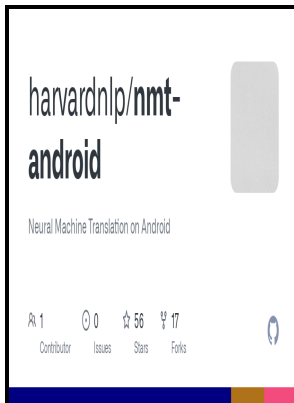 harvardnlp/nmt-
android
Neural Machine Translation on Android
1 0 56 17
Contributor Issues Stars Forks